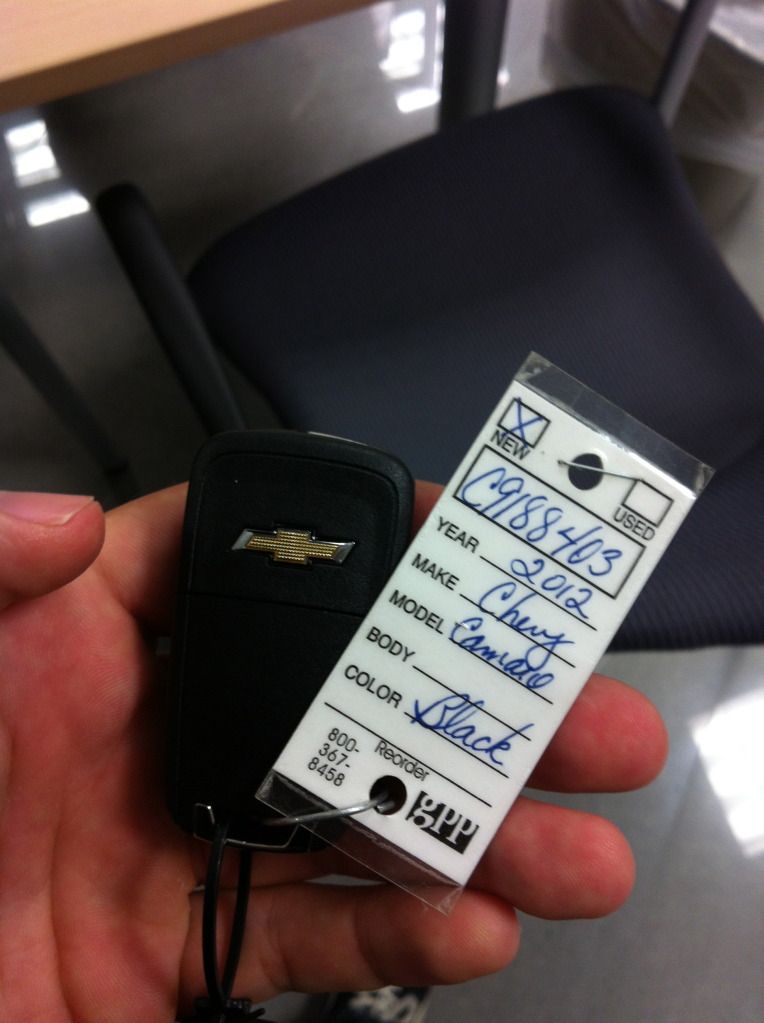 X
NEW
USED
C9188403
YEAR 2012
MAKE Chevy
MODEL Camaro
BODY
COLOR Black
800-
367-
8458
Reorder
gpp